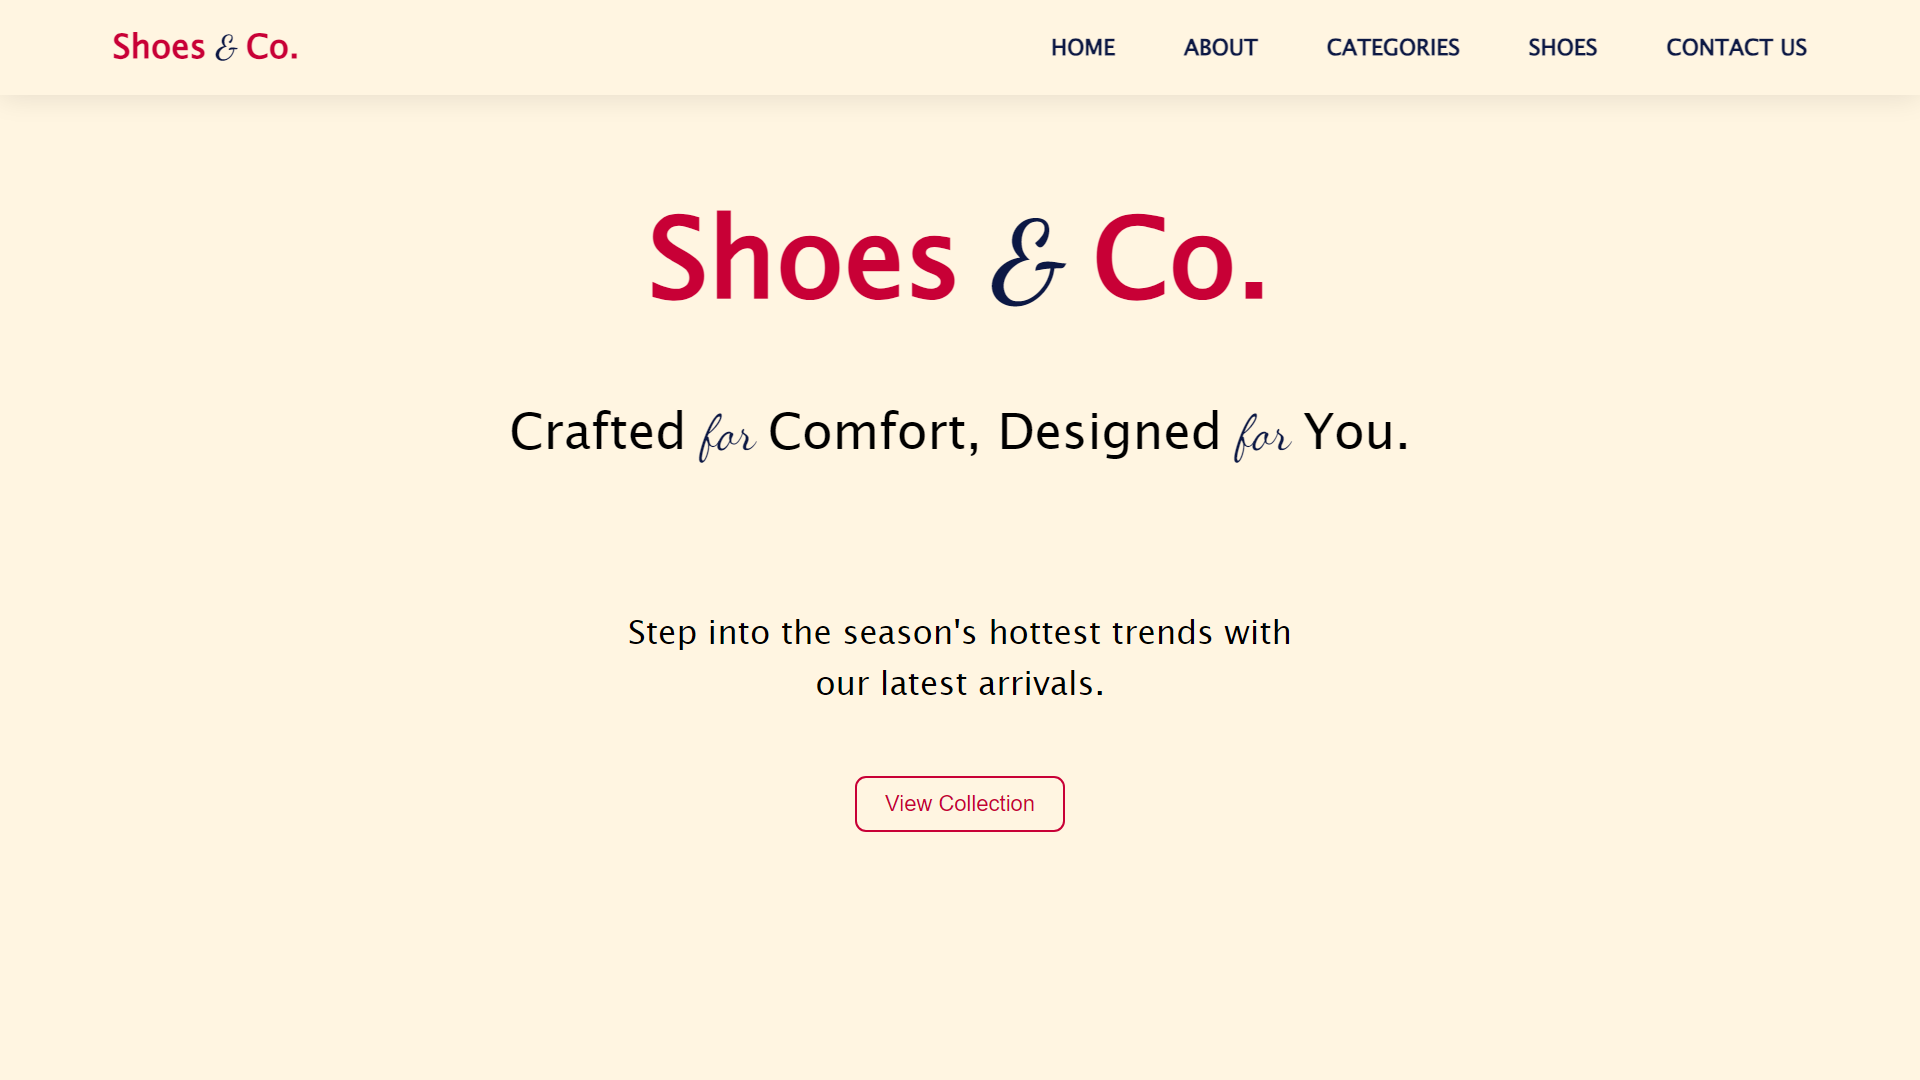 Shoes & Co.
HOME ABOUT CATEGORIES SHOES CONTACT US
Shoes & Co.
Crafted for Comfort, Designed for You.
Step into the season's hottest trends with
our latest arrivals.
View Collection